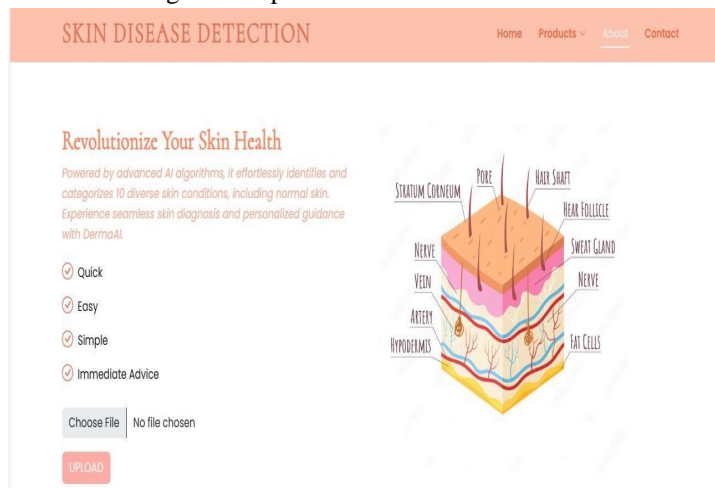 SKIN DISEASE DETECTION
Home Products About Contact
Revolutionize Your Skin Health
Powered by advanced AI algorithms, it effortlessly identifies and
categorizes 10 diverse skin conditions, including normal skin.
Experience seamless skin diagnosis and personalized guidance
with DermaAI.
Quick
Easy
Simple
Immediate Advice
Choose File No file chosen
UPLOAD
STRATUM CORNEUM
PORE
HAIR SHAFT
HEAR FOLLICLE
NERVE
SWEAT GLAND
VEIN
NERVE
ARTERY
HYPODERMIS
FAT CELLS